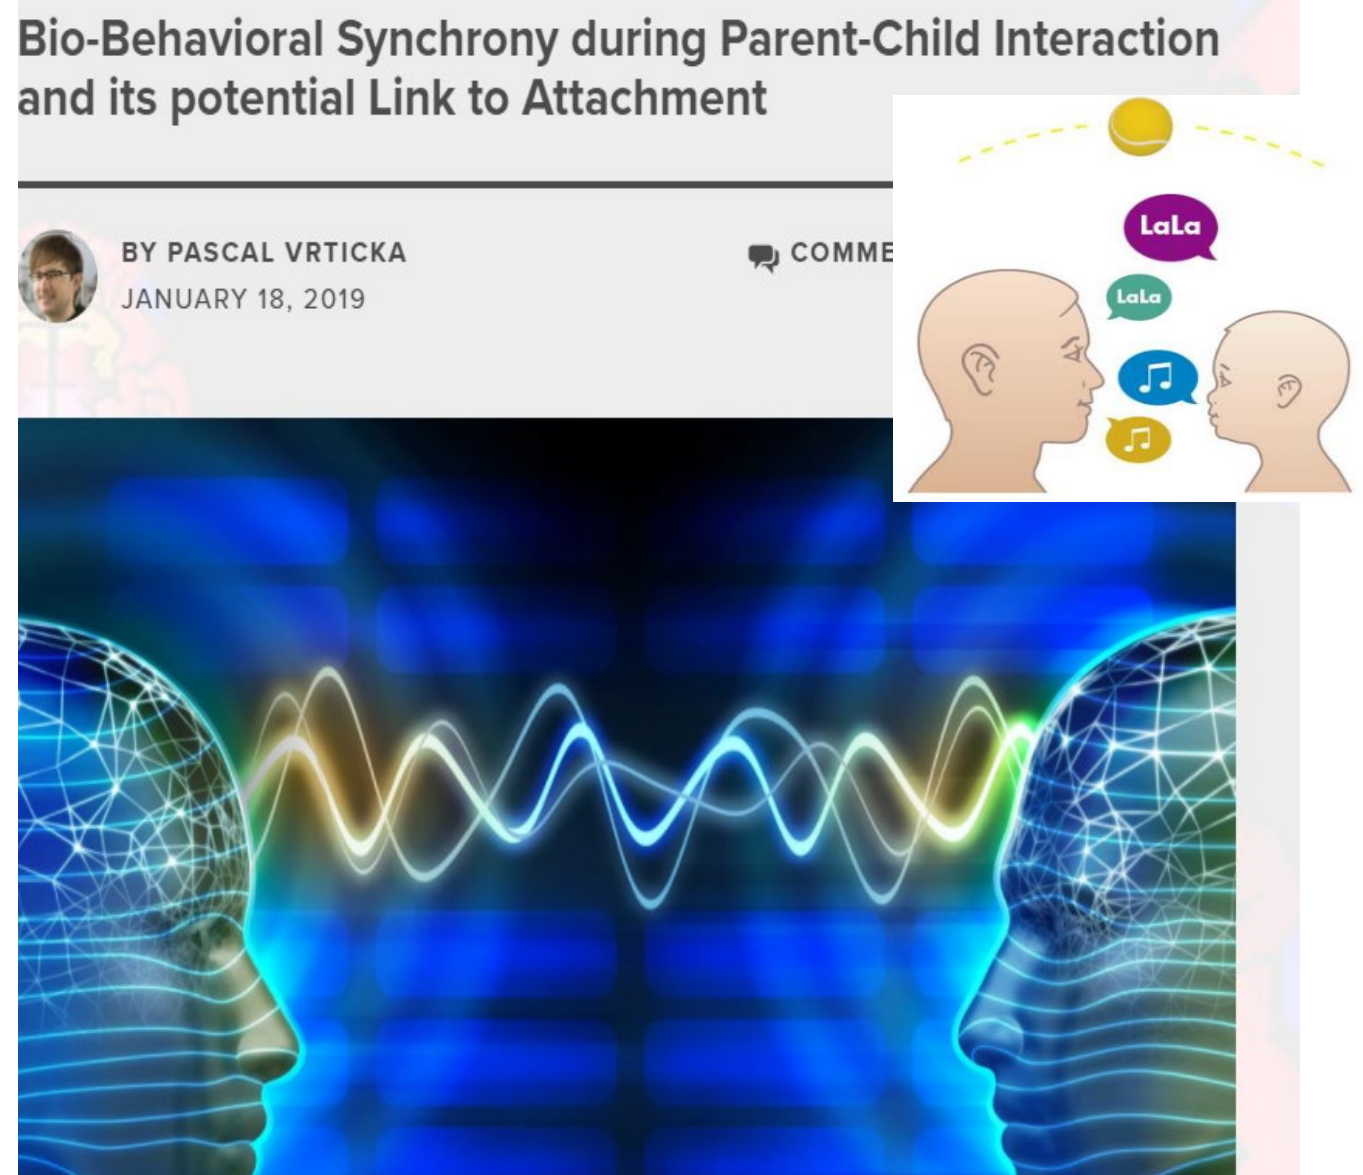 Bio-Behavioral Synchrony during Parent-Child Interaction
and its potential Link to Attachment
BY PASCAL VRTICKA
JANUARY 18, 2019
COMME
LaLa
LaLa